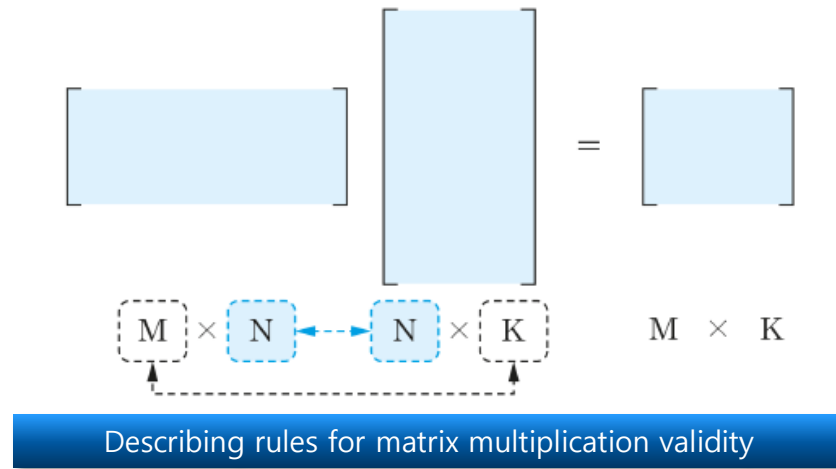 =
M × N N × K M × K
Describing rules for matrix multiplication validity